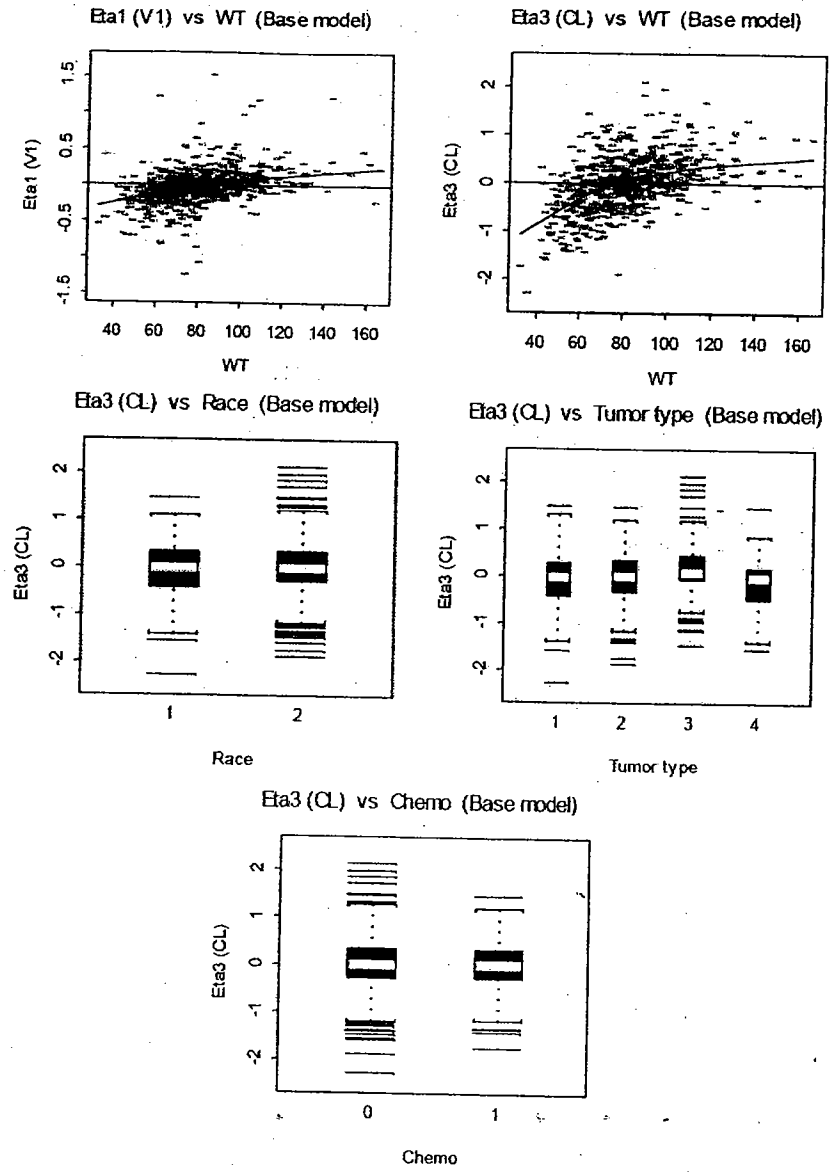 Eta1 (V1) vs WT (Base model)
Eta1 (V1)
1.5
0.5
-0.5
-1.5
40 60 80 100 120 140 160
WT
Eta3 (CL) vs WT (Base model)
Eta3 (CL)
2
1
0
-1
-2
40 60 80 100 120 140 160
WT
Eta3 (CL) vs Race (Base model)
Eta3 (CL)
2
1
0
-1
-2
1 2
Race
Eta3 (CL) vs Tumor type (Base model)
Eta3 (CL)
2
1
0
-1
-2
1 2 3 4
Tumor type
Eta3 (CL) vs Chemo (Base model)
Eta3 (CL)
2
1
0
-1
-2
0 1
Chemo